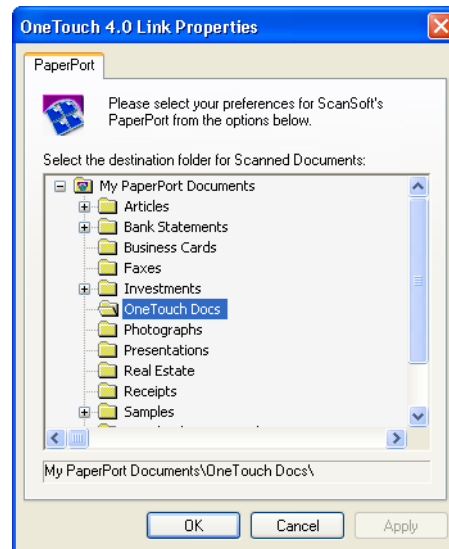 OneTouch 4.0 Link Properties
PaperPort
Please select your preferences for ScanSoft's
PaperPort from the options below.
Select the destination folder for Scanned Documents:
My PaperPort Documents
Articles
Bank Statements
Business Cards
Faxes
Investments
OneTouch Docs
Photographs
Presentations
Real Estate
Receipts
Samples
My PaperPort Documents\OneTouch Docs\
OK Cancel Apply